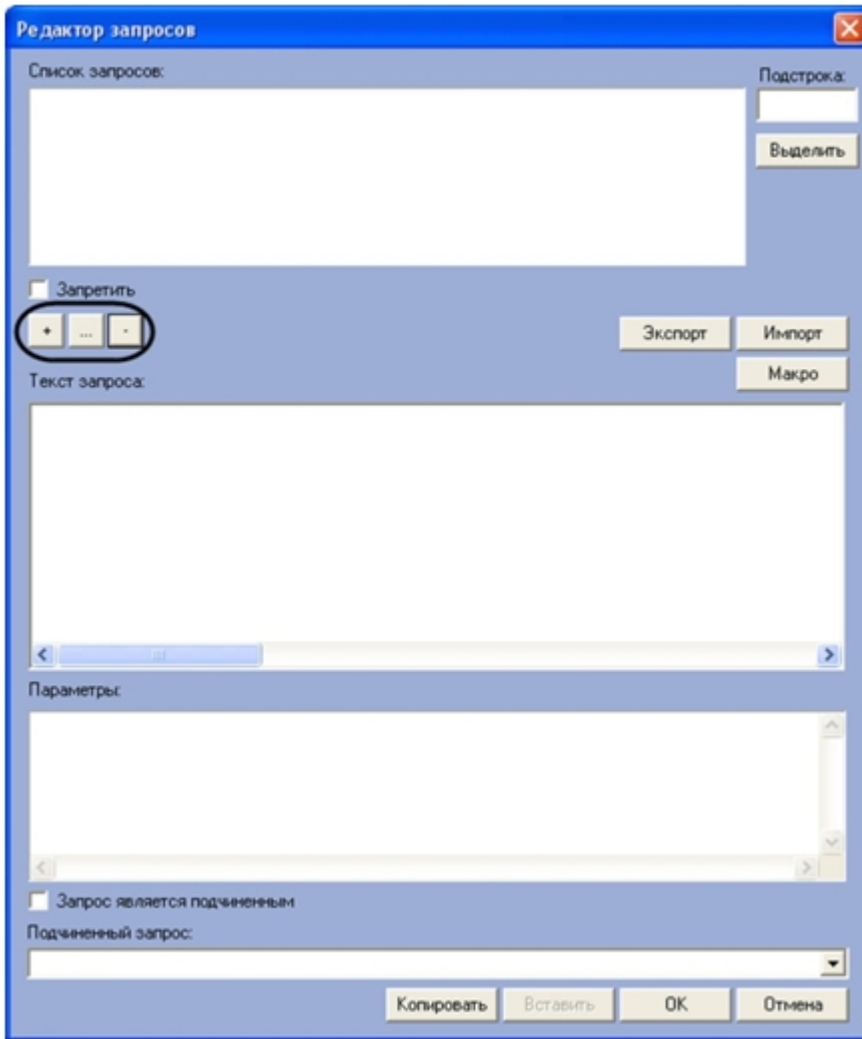 Редактор запросов
Список запросов:
Подстрока:
Выделить
Запретить
+ ... -
Экспорт Импорт
Макро
Текст запроса:
Параметры:
Запрос является подчиненным
Подчиненный запрос:
Копировать Вставить OK Отмена